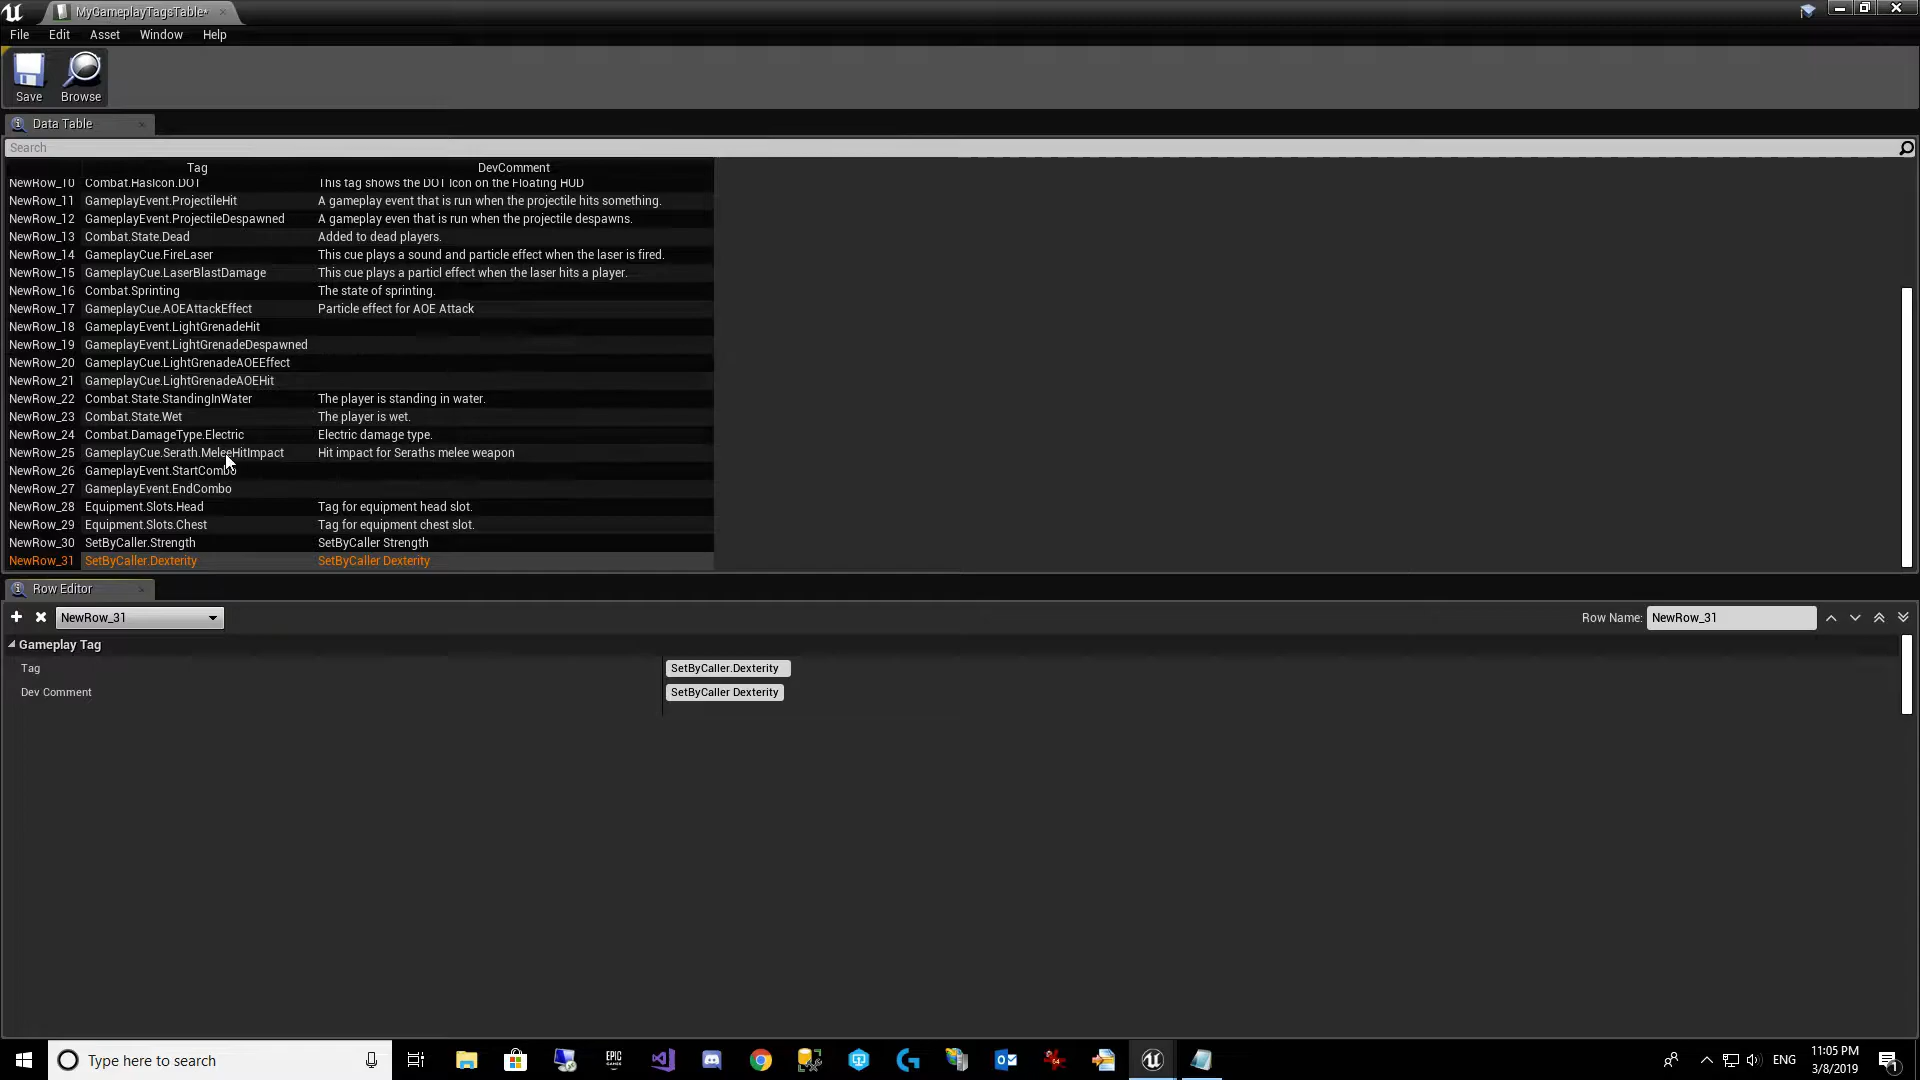 MyGameplayTagsTable*
File Edit Asset Window Help
Save Browse
Data Table
Search
Tag DevComment
NewRow_10 Combat.HasIcon.DOT This tag shows the DOT Icon on the Floating HUD
NewRow_11 GameplayEvent.ProjectileHit A gameplay event that is run when the projectile hits something.
NewRow_12 GameplayEvent.ProjectileDespawned A gameplay even that is run when the projectile despawns.
NewRow_13 Combat.State.Dead Added to dead players.
NewRow_14 GameplayCue.FireLaser This cue plays a sound and particle effect when the laser is fired.
NewRow_15 GameplayCue.LaserBlastDamage This cue plays a particl effect when the laser hits a player.
NewRow_16 Combat.Sprinting The state of sprinting.
NewRow_17 GameplayCue.AOEAttackEffect Particle effect for AOE Attack
NewRow_18 GameplayEvent.LightGrenadeHit
NewRow_19 GameplayEvent.LightGrenadeDespawned
NewRow_20 GameplayCue.LightGrenadeAOEEffect
NewRow_21 GameplayCue.LightGrenadeAOEHit
NewRow_22 Combat.State.StandingInWater The player is standing in water.
NewRow_23 Combat.State.Wet The player is wet.
NewRow_24 Combat.DamageType.Electric Electric damage type.
NewRow_25 GameplayCue.Serath.MeleeHitImpact Hit impact for Seraths melee weapon
NewRow_26 GameplayEvent.StartCombo
NewRow_27 GameplayEvent.EndCombo
NewRow_28 Equipment.Slots.Head Tag for equipment head slot.
NewRow_29 Equipment.Slots.Chest Tag for equipment chest slot.
NewRow_30 SetByCaller.Strength SetByCaller Strength
NewRow_31 SetByCaller.Dexterity SetByCaller Dexterity
Row Editor
NewRow_31 Row Name: NewRow_31
Gameplay Tag
Tag SetByCaller.Dexterity
Dev Comment SetByCaller Dexterity
Type here to search
EPIC GAMES
64
ENG
11:05 PM
3/8/2019
1